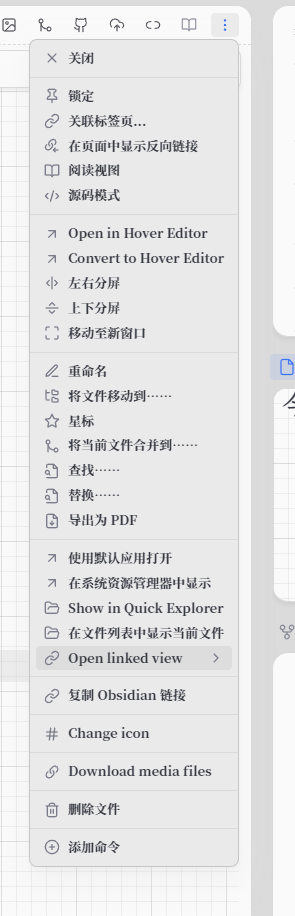 关闭
锁定
关联标签页...
在页面中显示反向链接
阅读视图
源码模式
Open in Hover Editor
Convert to Hover Editor
左右分屏
上下分屏
移动至新窗口
重命名
将文件移动到……
星标
将当前文件合并到……
查找……
替换……
导出为 PDF
使用默认应用打开
在系统资源管理器中显示
Show in Quick Explorer
在文件列表中显示当前文件
Open linked view
复制 Obsidian 链接
Change icon
Download media files
删除文件
添加命令